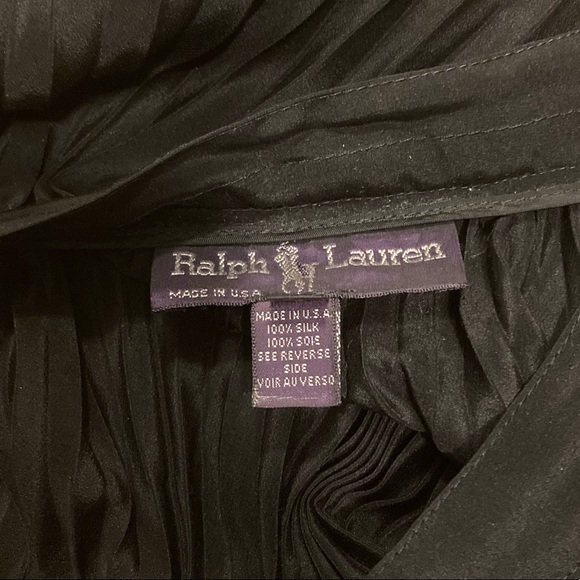 Ralph Lauren
MADE IN U.S.A.
MADE IN U.S.A.
100% SILK
100% SOIE
SEE REVERSE
SIDE
VOIR AU VERSO